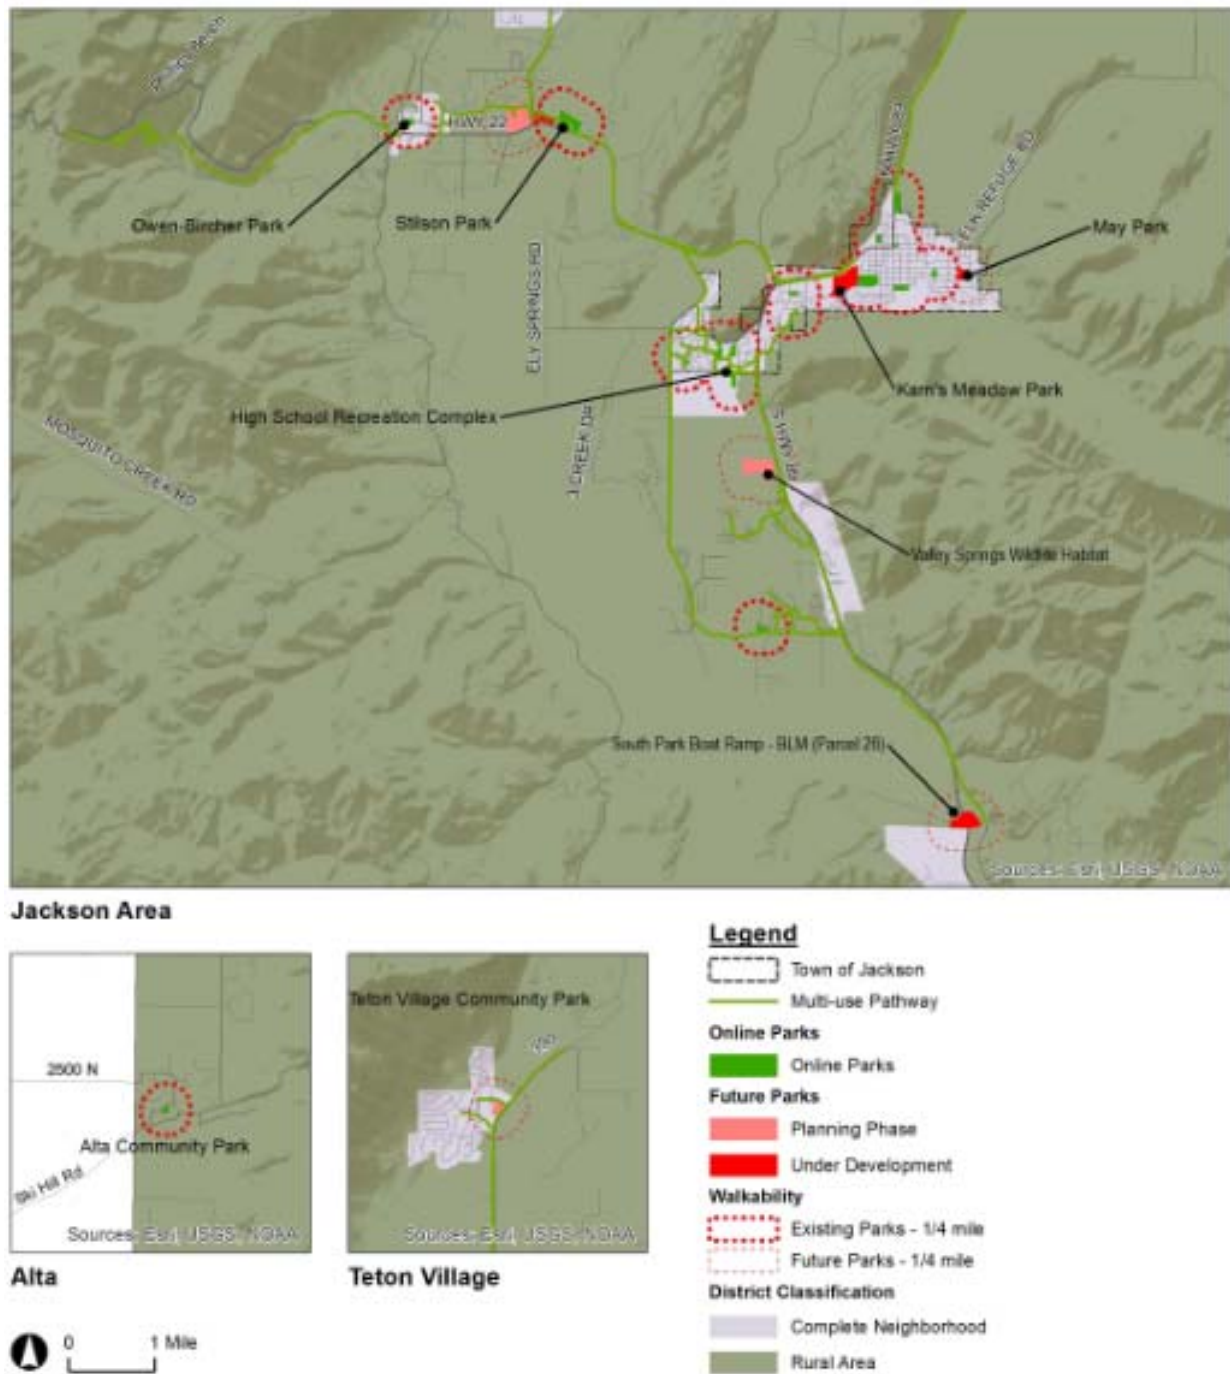 HWY 22
N HWY 89
ELK REFUGE RD
Owen-Bircher Park
Stilson Park
May Park
ELY SPRINGS RD
Karn's Meadow Park
High School Recreation Complex
S HWY 89
MOSQUITO CREEK RD
CREEK DR
Valley Springs Wildlife Habitat
South Park Boat Ramp - BLM (Parcel 26)
Sources: Esri, USGS, NOAA
Jackson Area
2500 N
Alta Community Park
Ski Hill Rd
Sources: Esri, USGS, NOAA
Alta
Teton Village Community Park
Sources: Esri, USGS, NOAA
Teton Village
0 1 Mile
Legend
Town of Jackson
Multi-use Pathway
Online Parks
Online Parks
Future Parks
Planning Phase
Under Development
Walkability
Existing Parks - 1/4 mile
Future Parks - 1/4 mile
District Classification
Complete Neighborhood
Rural Area